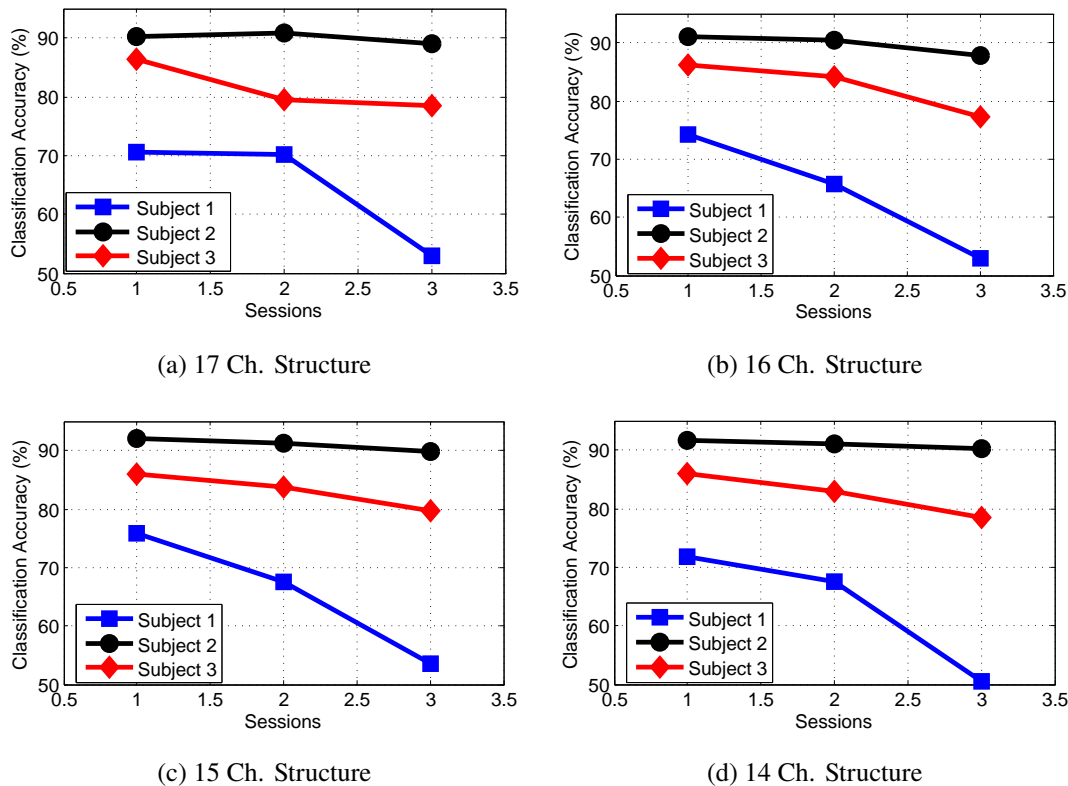 Classification Accuracy (%)
90
80
70
60
50
0.5 1 1.5 2 2.5 3 3.5
Sessions
Subject 1
Subject 2
Subject 3
(a) 17 Ch. Structure
Classification Accuracy (%)
90
80
70
60
50
0.5 1 1.5 2 2.5 3 3.5
Sessions
Subject 1
Subject 2
Subject 3
(b) 16 Ch. Structure
Classification Accuracy (%)
90
80
70
60
50
0.5 1 1.5 2 2.5 3 3.5
Sessions
Subject 1
Subject 2
Subject 3
(c) 15 Ch. Structure
Classification Accuracy (%)
90
80
70
60
50
0.5 1 1.5 2 2.5 3 3.5
Sessions
Subject 1
Subject 2
Subject 3
(d) 14 Ch. Structure